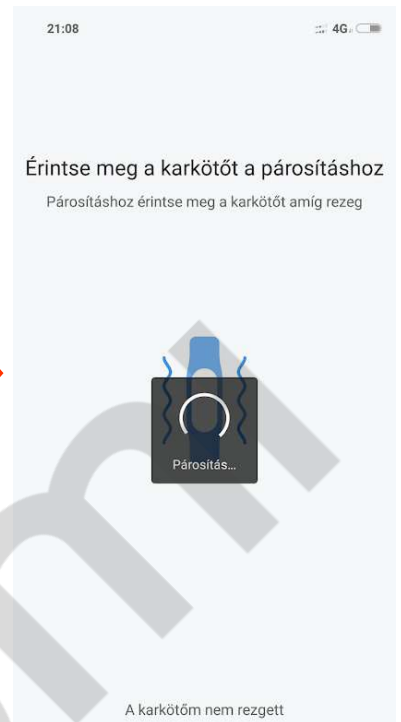 21:08
4G
Érintse meg a karkötőt a párosításhoz
Párosításhoz érintse meg a karkötőt amíg rezeg
Párosítás...
A karkötőm nem rezgett